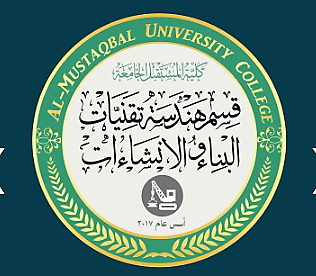 AL-MUSTAQBAL UNIVERSITY COLLEGE
كلية المستقبل الجامعة
قسم هندسة تقنيات
البناء والانشاءات
أسس عام ٢٠١٧